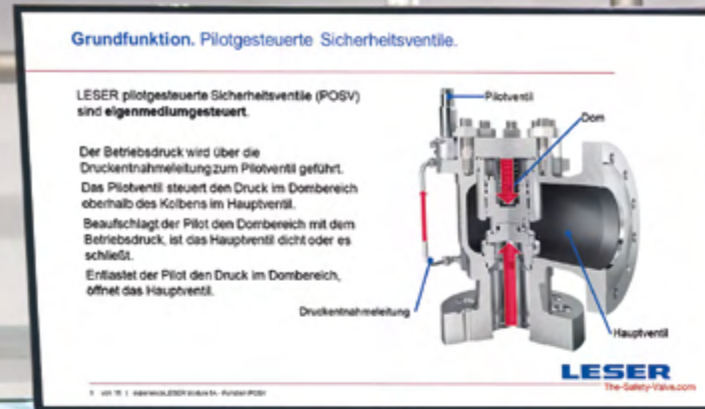 Grundfunktion. Pilotgesteuerte Sicherheitsventile.
LESER pilotgesteuerte Sicherheitsventile (POSV)
sind eigenmediumgesteuert.
Der Betriebsdruck wird über die
Druckentnahmeleitung zum Pilotventil geführt.
Das Pilotventil steuert den Druck im Dombereich
oberhalb des Kolbens im Hauptventil.
Beaufschlagt der Pilot den Dombereich mit dem
Betriebsdruck, ist das Hauptventil dicht oder es
schließt.
Entlastet der Pilot den Druck im Dombereich,
öffnet das Hauptventil.
Pilotventil
Dom
Druckentnahmeleitung
Hauptventil
LESER
The-Safety-Valve.com